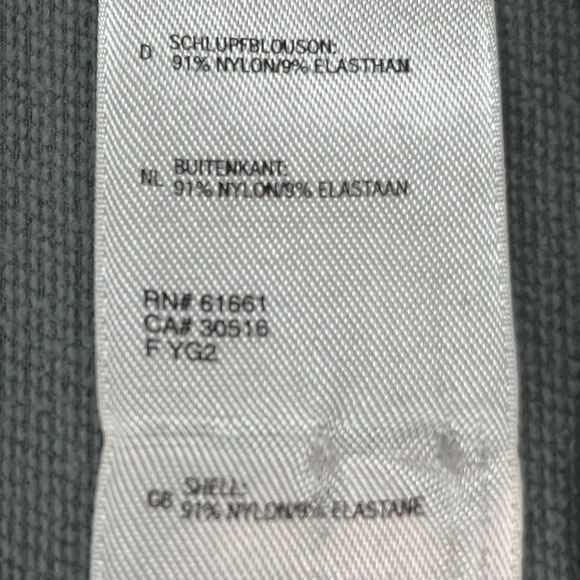 D SCHLUPFBLOUSON:
91% NYLON/9% ELASTHAN
NL BUITENKANT:
91% NYLON/9% ELASTAAN
RN# 61661
CA# 30516
F YG2
GB SHELL:
91% NYLON/9% ELASTANE